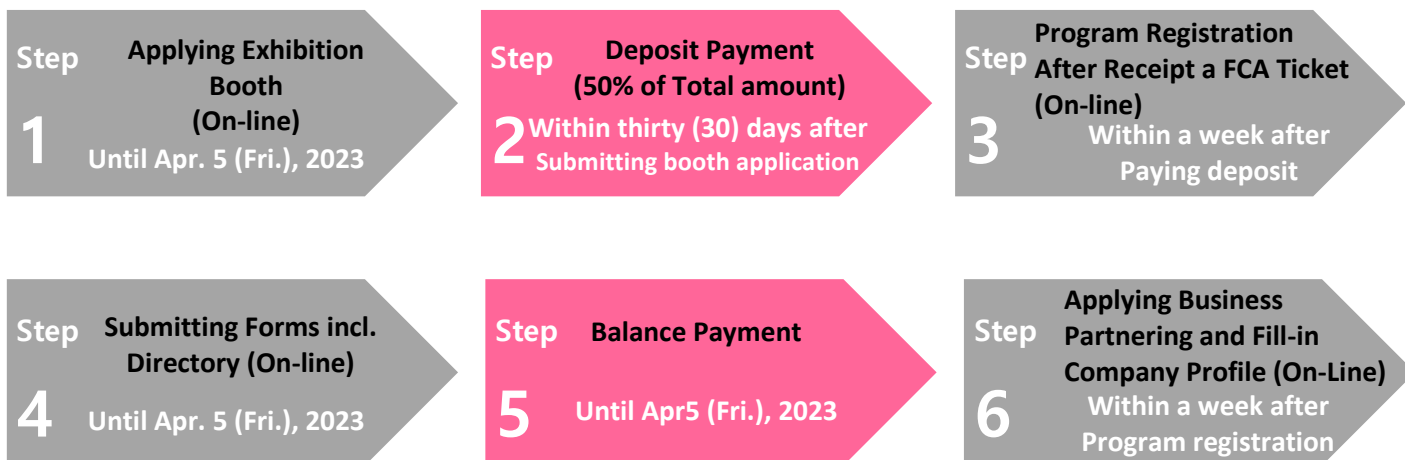 Step
1
Applying Exhibition
Booth
(On-line)
Until Apr. 5 (Fri.), 2023
Step
2
Deposit Payment
(50% of Total amount)
Within thirty (30) days after
Submitting booth application
Step
3
Program Registration
After Receipt a FCA Ticket
(On-line)
Within a week after
Paying deposit
Step
4
Submitting Forms incl.
Directory (On-line)
Until Apr. 5 (Fri.), 2023
Step
5
Balance Payment
Until Apr5 (Fri.), 2023
Step
6
Applying Business
Partnering and Fill-in
Company Profile (On-Line)
Within a week after
Program registration